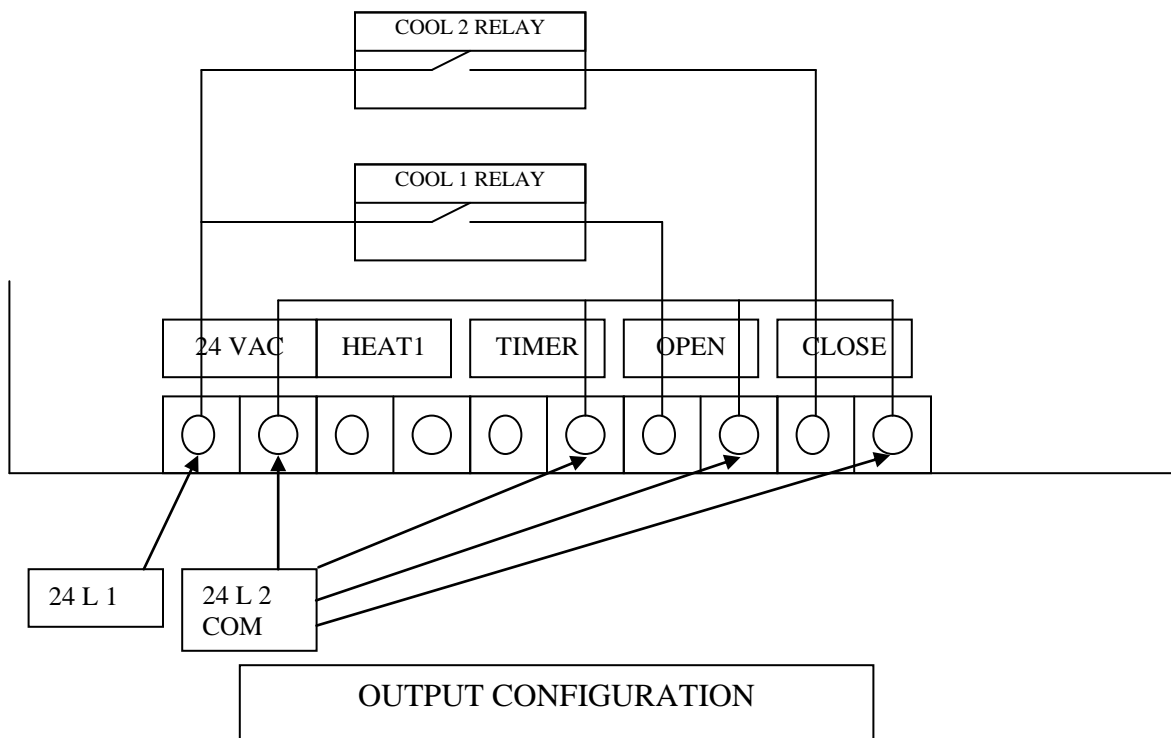 COOL 2 RELAY
COOL 1 RELAY
24 VAC HEAT1 TIMER OPEN CLOSE
24 L 1
24 L 2
COM
OUTPUT CONFIGURATION